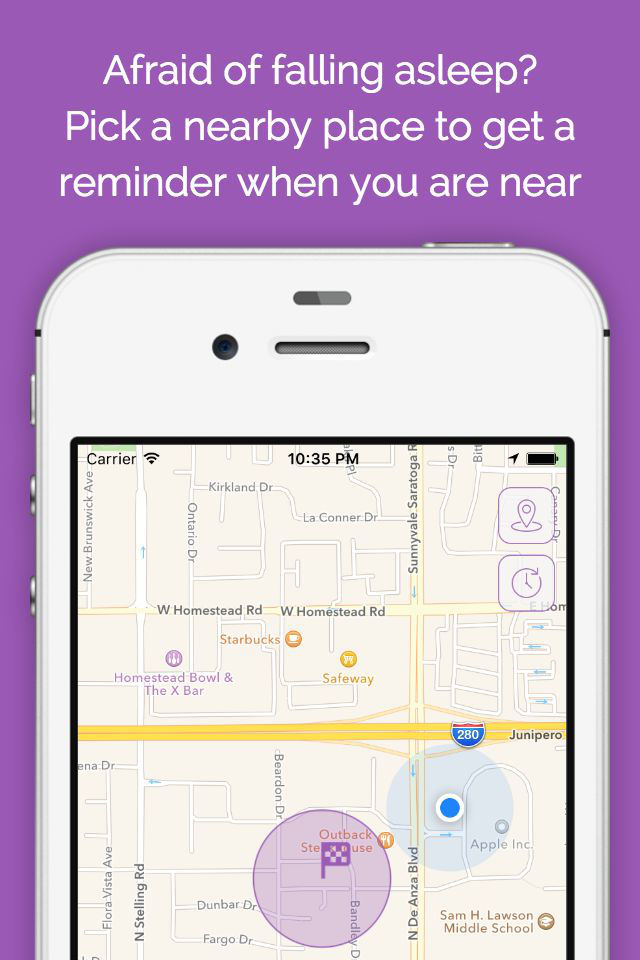 Afraid of falling asleep?
Pick a nearby place to get a
reminder when you are near
Carrier
10:35 PM
Kirkland Dr
La Conner Dr
New Brunswick Ave
Ontario Dr
Sunnyvale Saratoga R
W Homestead Rd
W Homestead Rd
E Hom
Starbucks
Homestead Bowl &
The X Bar
Safeway
280
Junipero
ena Dr
Beardon Dr
Outback
Apple Inc.
Flora Vista Ave
N Stelling Rd
Dunbar Dr
Fargo Dr
Bandley D
N De Anza Blvd
Sam H. Lawson
Middle School